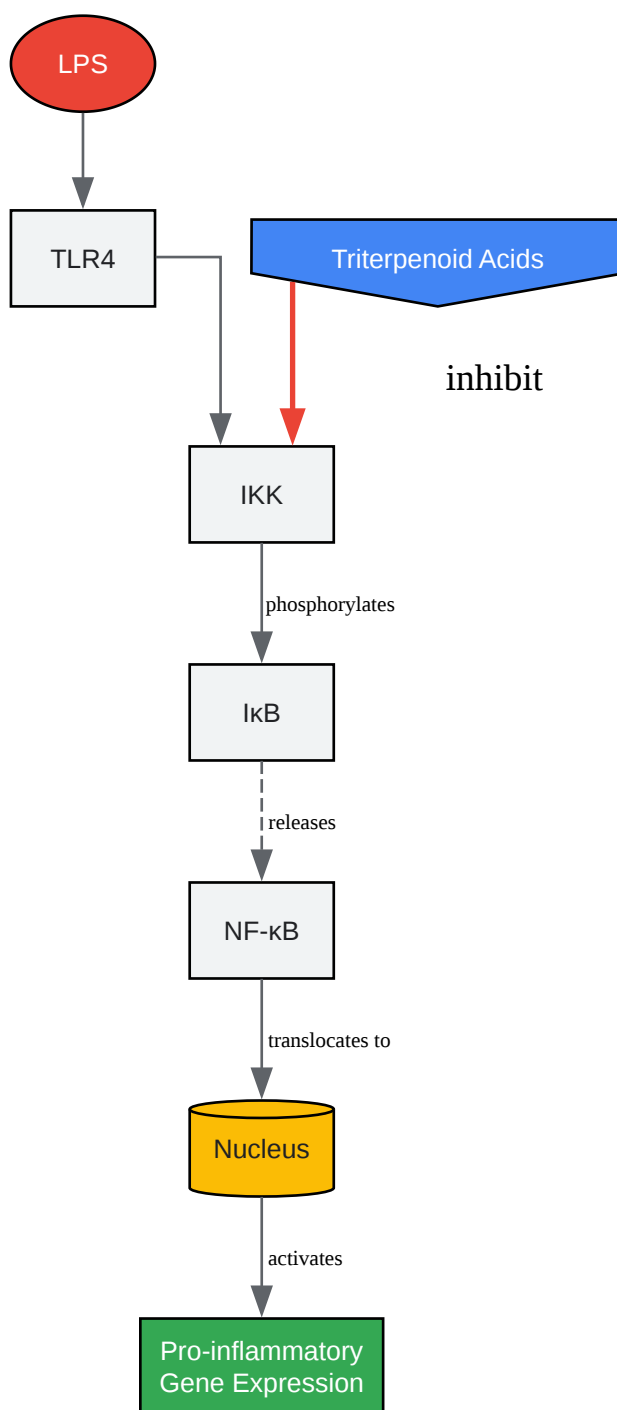 LPS
TLR4
Triterpenoid Acids
inhibit
IKK
phosphorylates
IκB
releases
NF-κB
translocates to
Nucleus
activates
Pro-inflammatory
Gene Expression